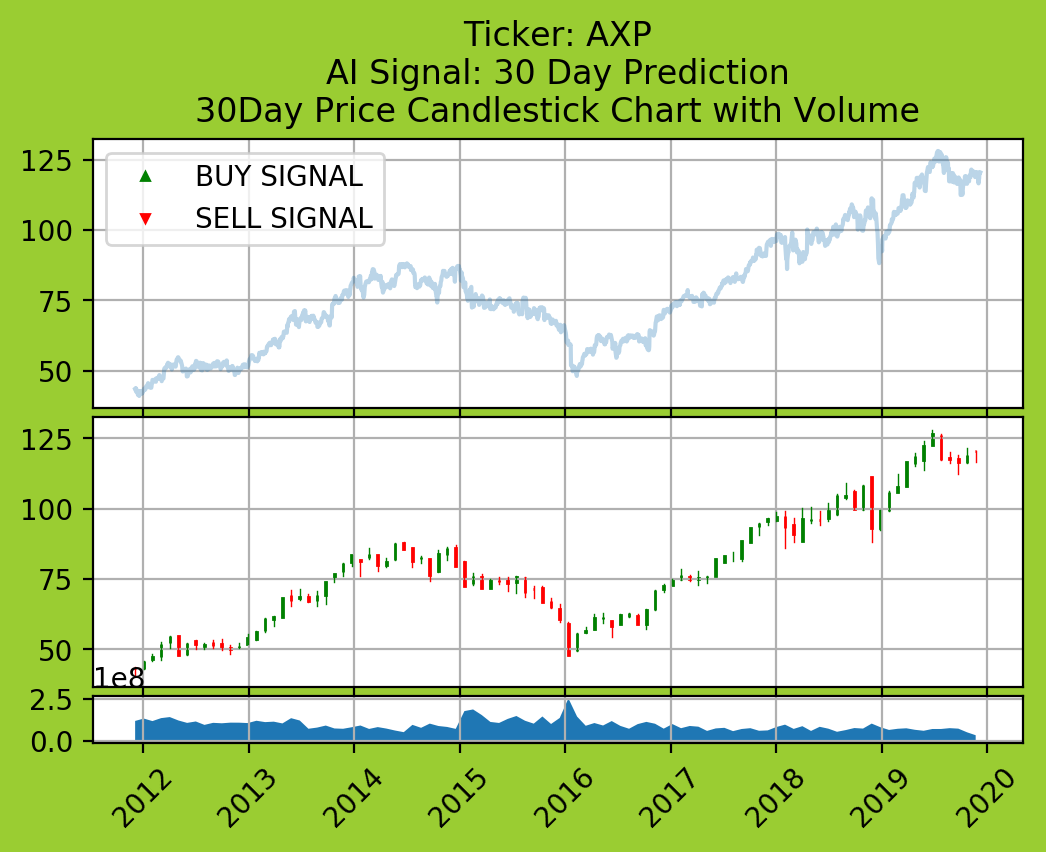 Ticker: AXP
AI Signal: 30 Day Prediction
30Day Price Candlestick Chart with Volume
125
100
75
50
BUY SIGNAL
SELL SIGNAL
125
100
75
50
1e8
2.5
0.0
2012 2013 2014 2015 2016 2017 2018 2019 2020